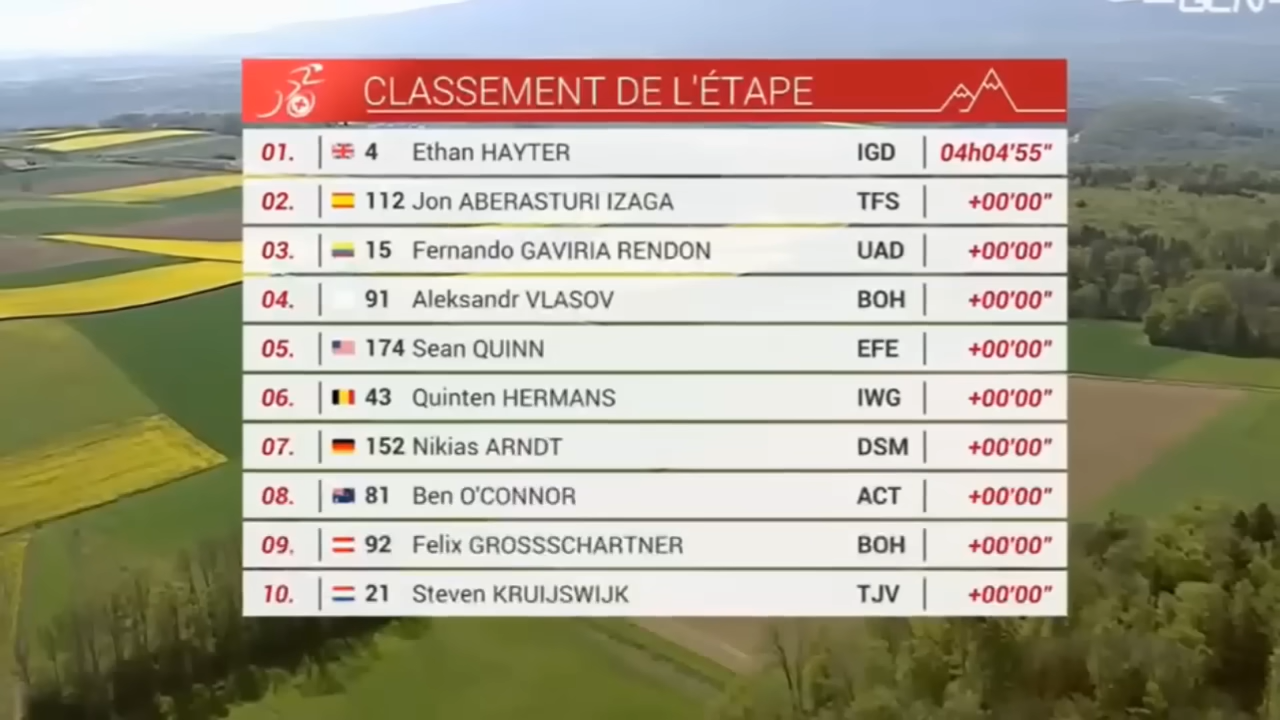 GCN
CLASSEMENT DE L'ÉTAPE
01. 4 Ethan HAYTER IGD 04h04'55"
02. 112 Jon ABERASTURI IZAGA TFS +00'00"
03. 15 Fernando GAVIRIA RENDON UAD +00'00"
04. 91 Aleksandr VLASOV BOH +00'00"
05. 174 Sean QUINN EFE +00'00"
06. 43 Quinten HERMANS IWG +00'00"
07. 152 Nikias ARNDT DSM +00'00"
08. 81 Ben O'CONNOR ACT +00'00"
09. 92 Felix GROSSSCHARTNER BOH +00'00"
10. 21 Steven KRUIJSWIJK TJV +00'00"